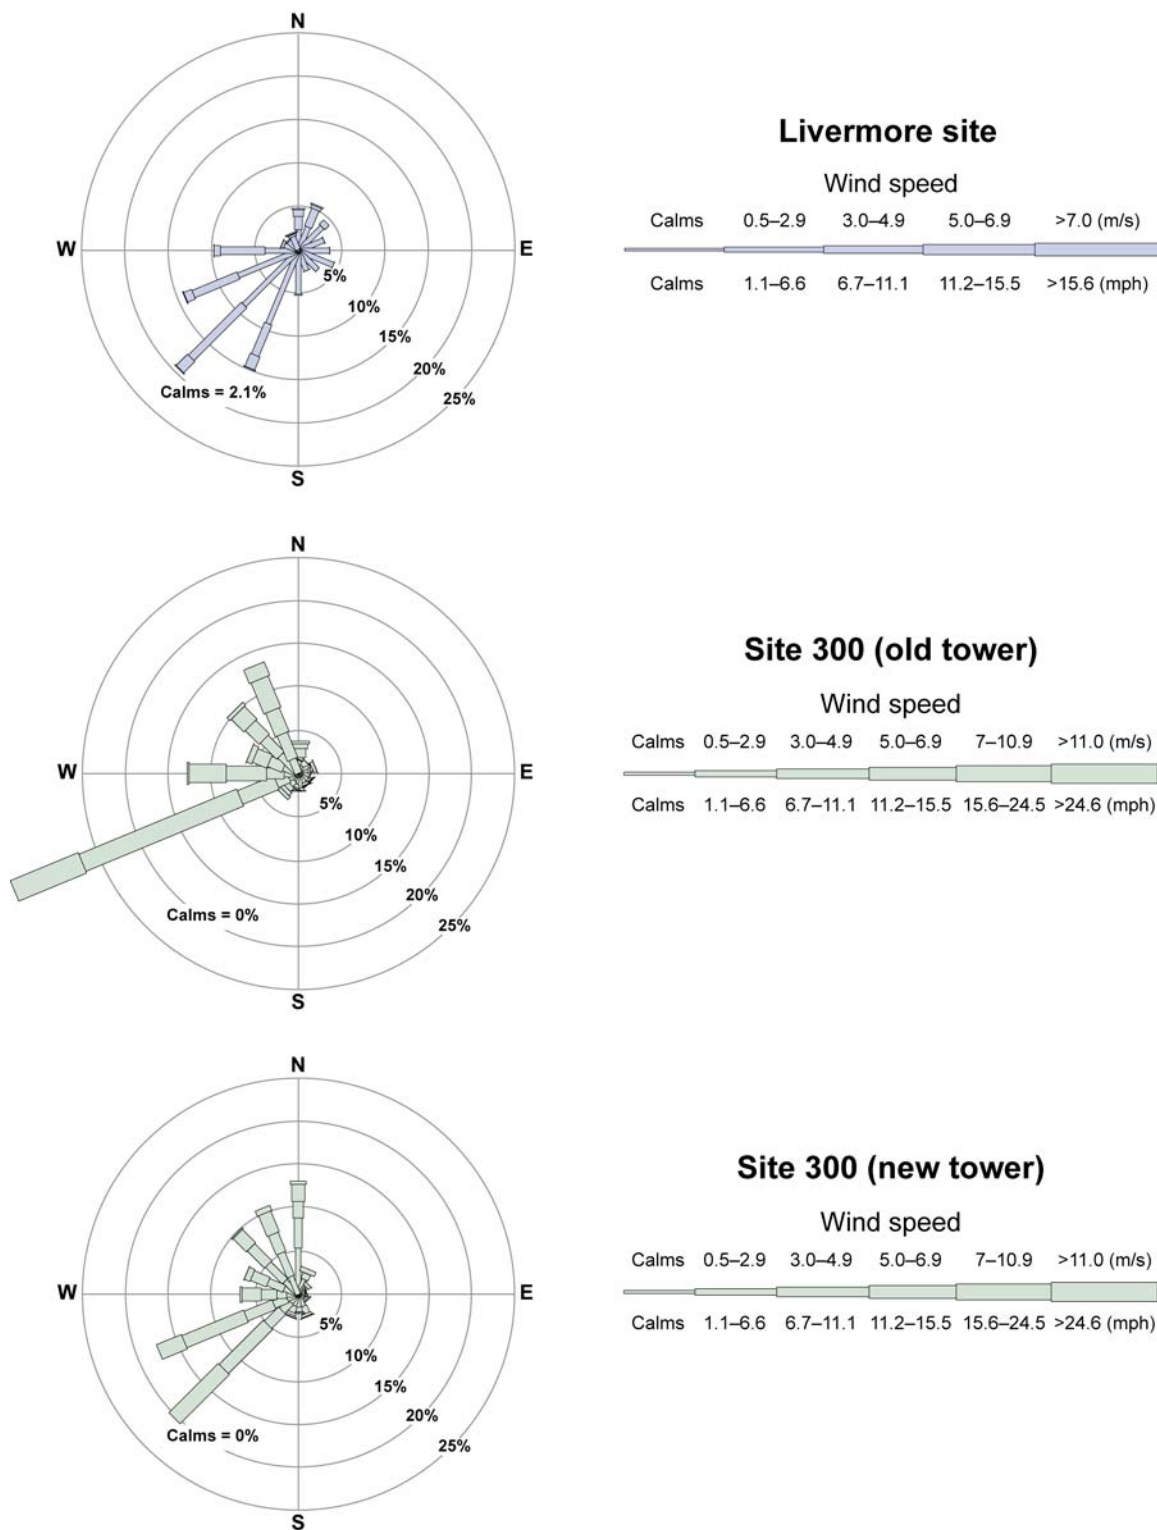 N
W
E
S
5%
10%
15%
20%
25%
Calms = 2.1%
Livermore site
Wind speed
Calms 0.5–2.9 3.0–4.9 5.0–6.9 >7.0 (m/s)
Calms 1.1–6.6 6.7–11.1 11.2–15.5 >15.6 (mph)
N
W
E
S
5%
10%
15%
20%
25%
Calms = 0%
Site 300 (old tower)
Wind speed
Calms 0.5–2.9 3.0–4.9 5.0–6.9 7–10.9 >11.0 (m/s)
Calms 1.1–6.6 6.7–11.1 11.2–15.5 15.6–24.5 >24.6 (mph)
N
W
E
S
5%
10%
15%
20%
25%
Calms = 0%
Site 300 (new tower)
Wind speed
Calms 0.5–2.9 3.0–4.9 5.0–6.9 7–10.9 >11.0 (m/s)
Calms 1.1–6.6 6.7–11.1 11.2–15.5 15.6–24.5 >24.6 (mph)